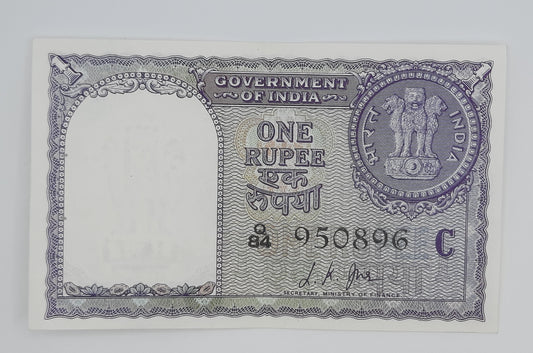 1
1
GOVERNMENT
OF INDIA
भारत
INDIA
ONE
RUPEE
एक
रूपया
Q/84 950896 C
SECRETARY, MINISTRY OF FINANCE.